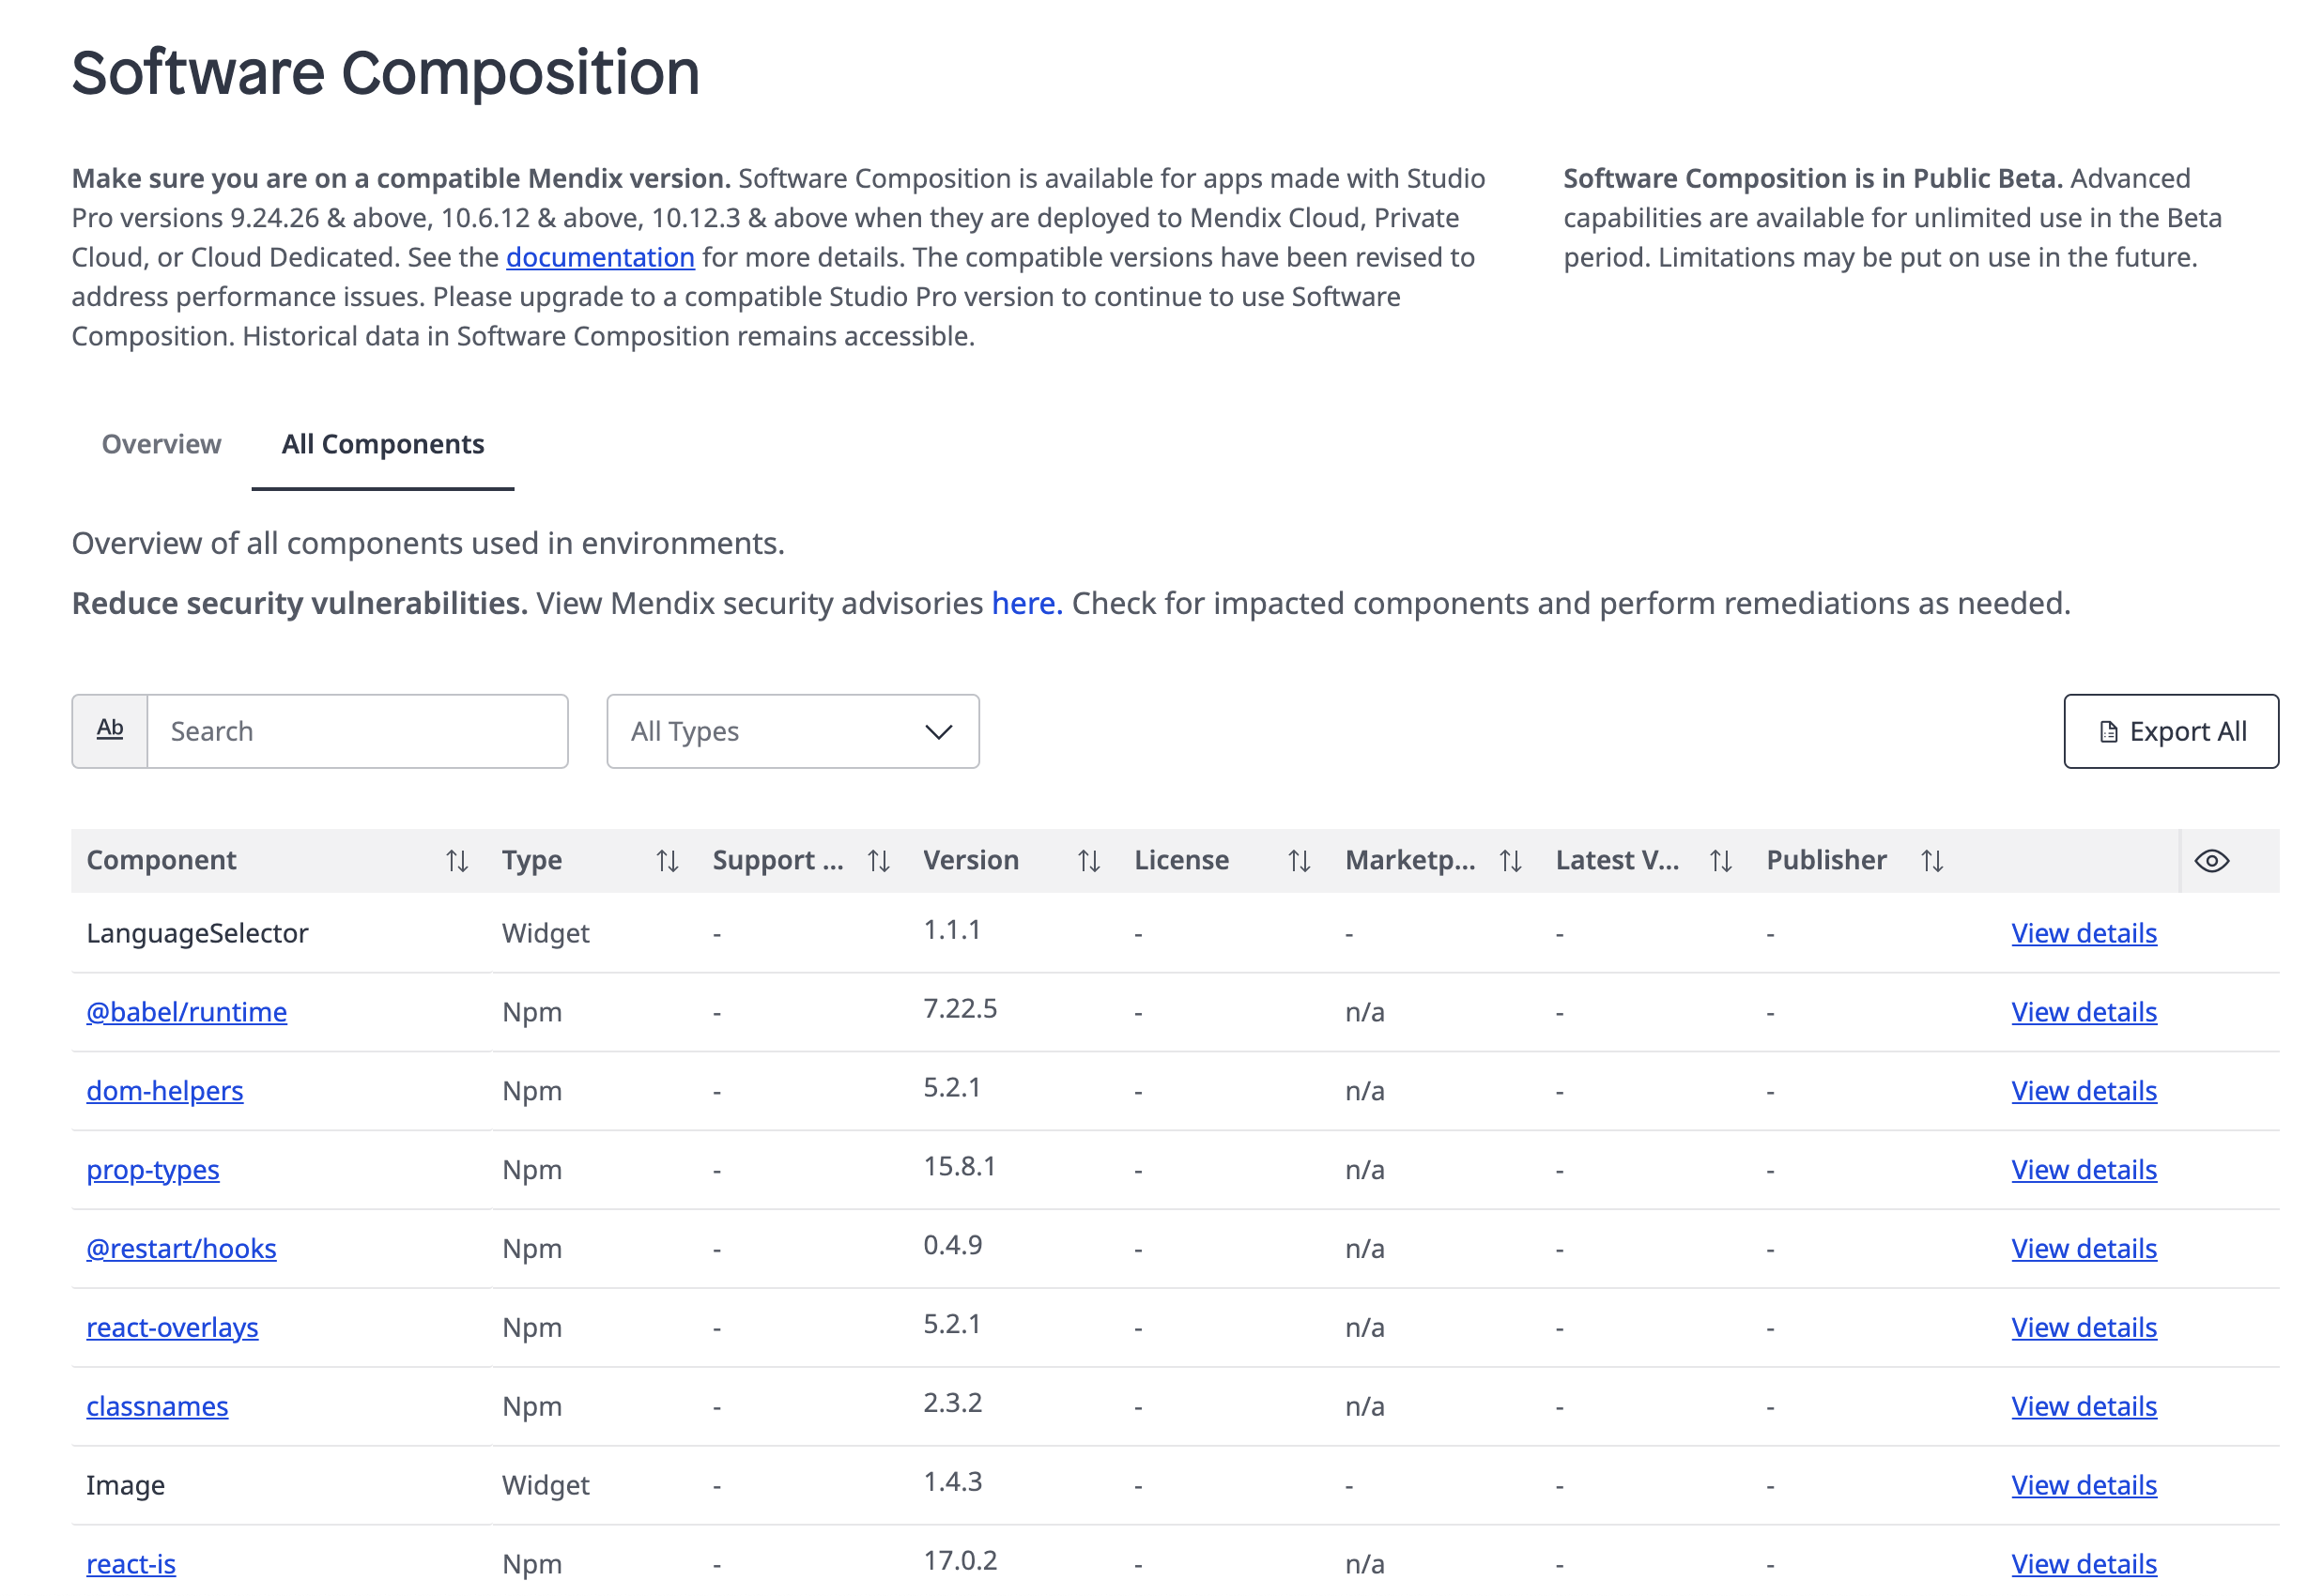 Software Composition
Make sure you are on a compatible Mendix version. Software Composition is available for apps made with Studio
Pro versions 9.24.26 & above, 10.6.12 & above, 10.12.3 & above when they are deployed to Mendix Cloud, Private
Cloud, or Cloud Dedicated. See the documentation for more details. The compatible versions have been revised to
address performance issues. Please upgrade to a compatible Studio Pro version to continue to use Software
Composition. Historical data in Software Composition remains accessible.
Software Composition is in Public Beta. Advanced
capabilities are available for unlimited use in the Beta
period. Limitations may be put on use in the future.
Overview All Components
Overview of all components used in environments.
Reduce security vulnerabilities. View Mendix security advisories here. Check for impacted components and perform remediations as needed.
Ab Search All Types Export All
Component Type Support ... Version License Marketp... Latest V... Publisher
LanguageSelector Widget - 1.1.1 - - - - View details
@babel/runtime Npm - 7.22.5 - n/a - - View details
dom-helpers Npm - 5.2.1 - n/a - - View details
prop-types Npm - 15.8.1 - n/a - - View details
@restart/hooks Npm - 0.4.9 - n/a - - View details
react-overlays Npm - 5.2.1 - n/a - - View details
classnames Npm - 2.3.2 - n/a - - View details
Image Widget - 1.4.3 - - - - View details
react-is Npm - 17.0.2 - n/a - - View details